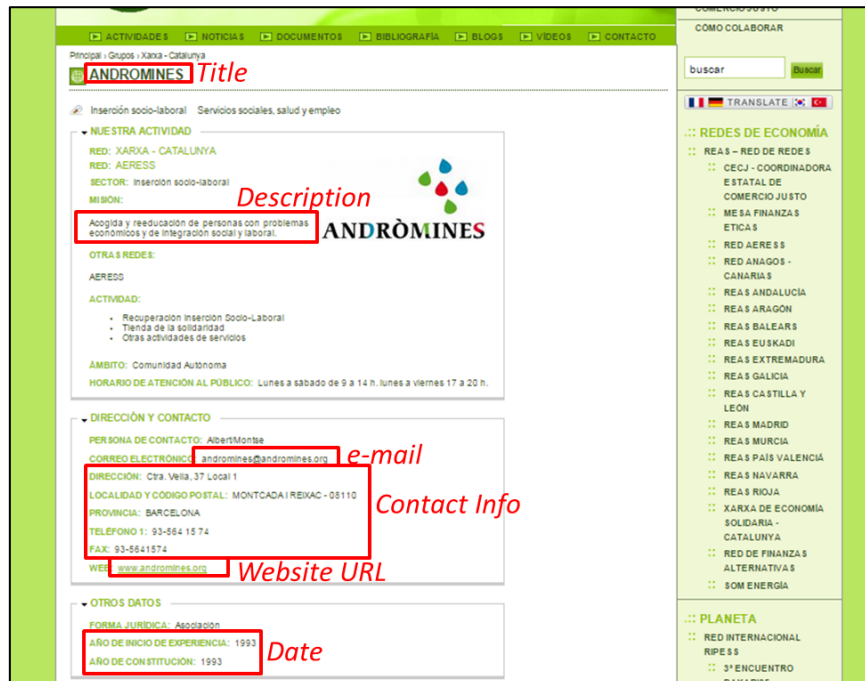 COMERCIO JUSTO
CÓMO COLABORAR
ACTIVIDADES NOTICIAS DOCUMENTOS BIBLIOGRAFÍA BLOGS VÍDEOS CONTACTO
Principal › Grupos › Xarxa - Catalunya
ANDROMINES Title
buscar Buscar
TRANSLATE
Inserción socio-laboral Servicios sociales, salud y empleo
NUESTRA ACTIVIDAD
RED: XARXA - CATALUNYA
RED: AERESS
SECTOR: Inserción socio-laboral
MISIÓN:
Description
Acogida y reeducación de personas con problemas
económicos y de integración social y laboral.
ANDRÒMINES
OTRAS REDES:
AERESS
ACTIVIDAD:
• Recuperación Inserción Socio-Laboral
• Tienda de la solidaridad
• Otras actividades de servicios
ÁMBITO: Comunidad Autónoma
HORARIO DE ATENCIÓN AL PÚBLICO: Lunes a sábado de 9 a 14 h. lunes a viernes 17 a 20 h.
DIRECCIÓN Y CONTACTO
PERSONA DE CONTACTO: Albert/Montse
CORREO ELECTRÓNICO: andromines@andromines.org e-mail
DIRECCIÓN: Ctra. Vella, 37 Local 1
LOCALIDAD Y CÓDIGO POSTAL: MONTCADA I REIXAC - 08110
Contact Info
PROVINCIA: BARCELONA
TELÉFONO 1: 93-564 15 74
FAX: 93-5641574
WEB: www.andromines.org Website URL
OTROS DATOS
FORMA JURÍDICA: Asociación
AÑO DE INICIO DE EXPERIENCIA: 1993
Date
AÑO DE CONSTITUCIÓN: 1993
.:: REDES DE ECONOMÍA
REAS – RED DE REDES
CECJ - COORDINADORA
ESTATAL DE
COMERCIO JUSTO
MESA FINANZAS
ETICAS
RED AERESS
RED ANAGOS -
CANARIAS
REAS ANDALUCÍA
REAS ARAGÓN
REAS BALEARS
REAS EUSKADI
REAS EXTREMADURA
REAS GALICIA
REAS CASTILLA Y
LEÓN
REAS MADRID
REAS MURCIA
REAS PAÍS VALENCIÁ
REAS NAVARRA
REAS RIOJA
XARXA DE ECONOMÍA
SOLIDARIA -
CATALUNYA
RED DE FINANZAS
ALTERNATIVAS
SOM ENERGÍA
.:: PLANETA
RED INTERNACIONAL
RIPESS
3º ENCUENTRO